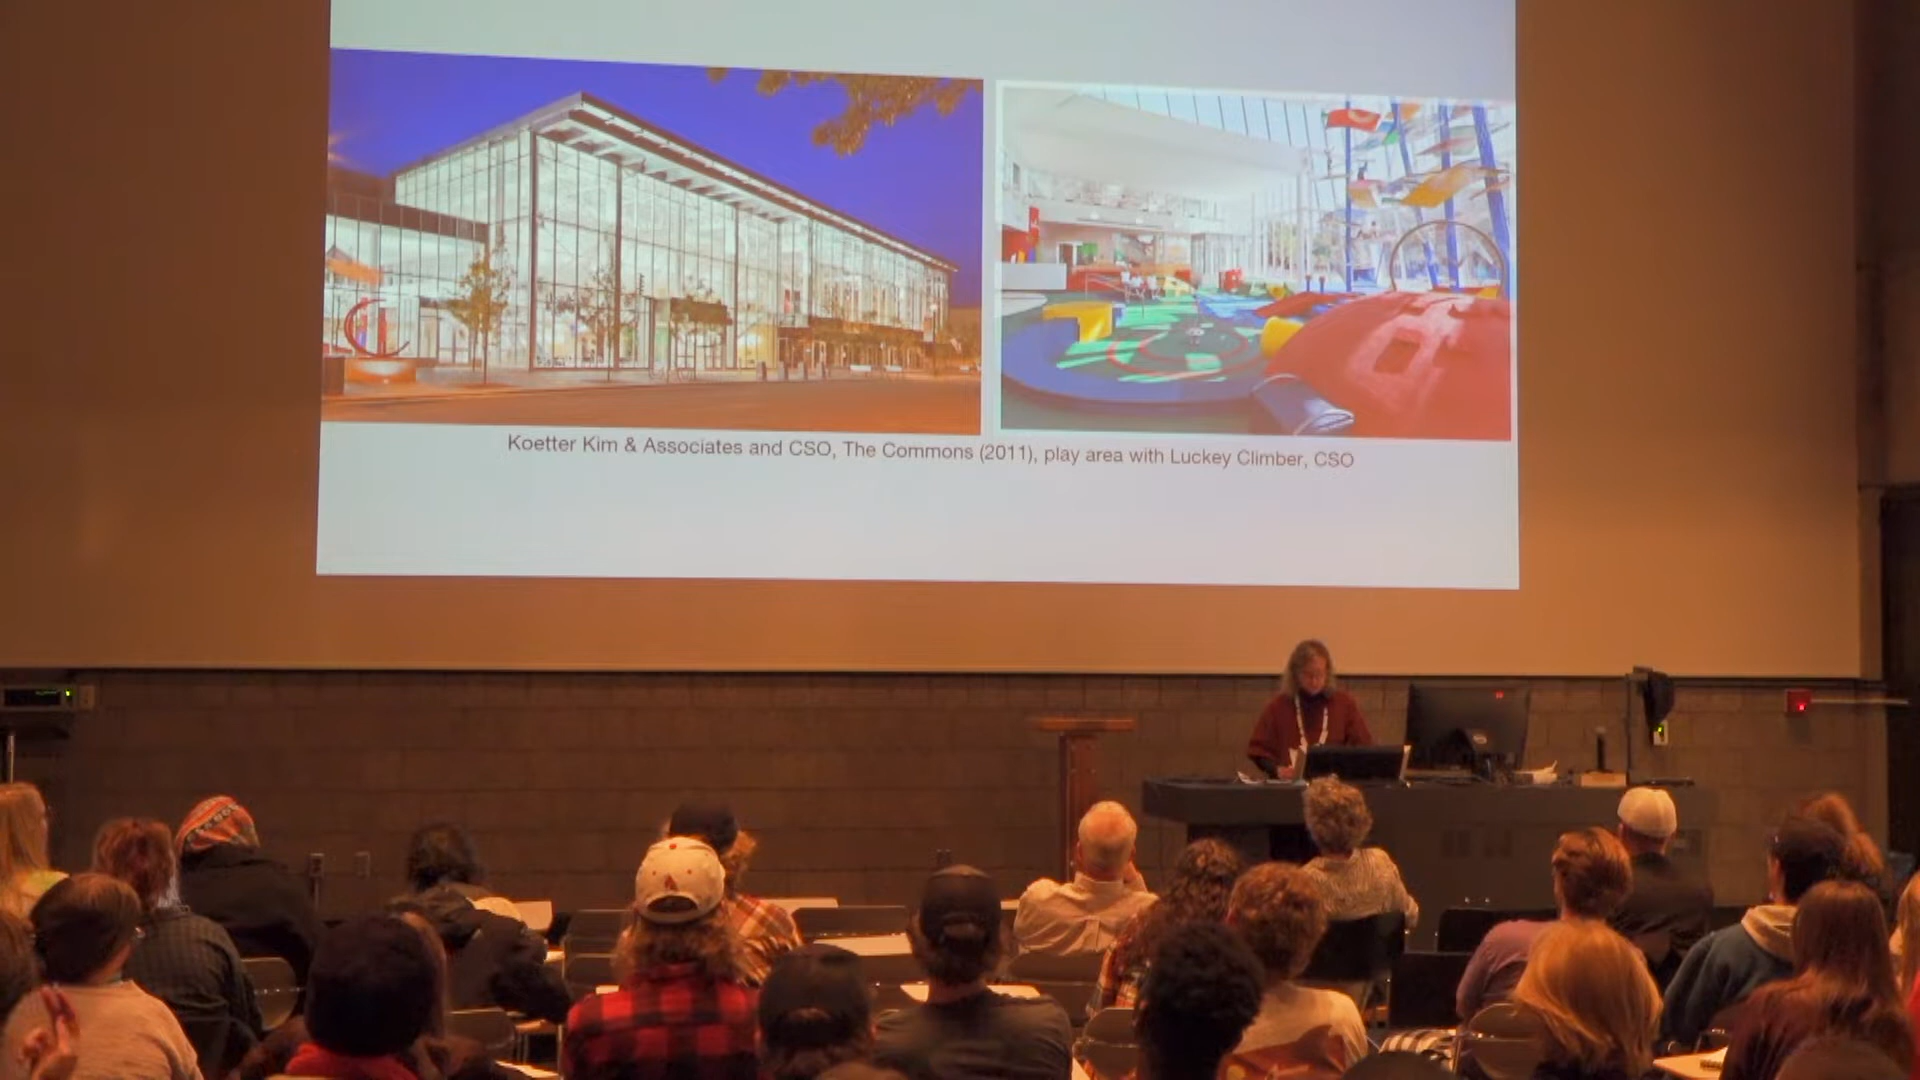 Koetter Kim & Associates and CSO, The Commons (2011), play area with Luckey Climber, CSO